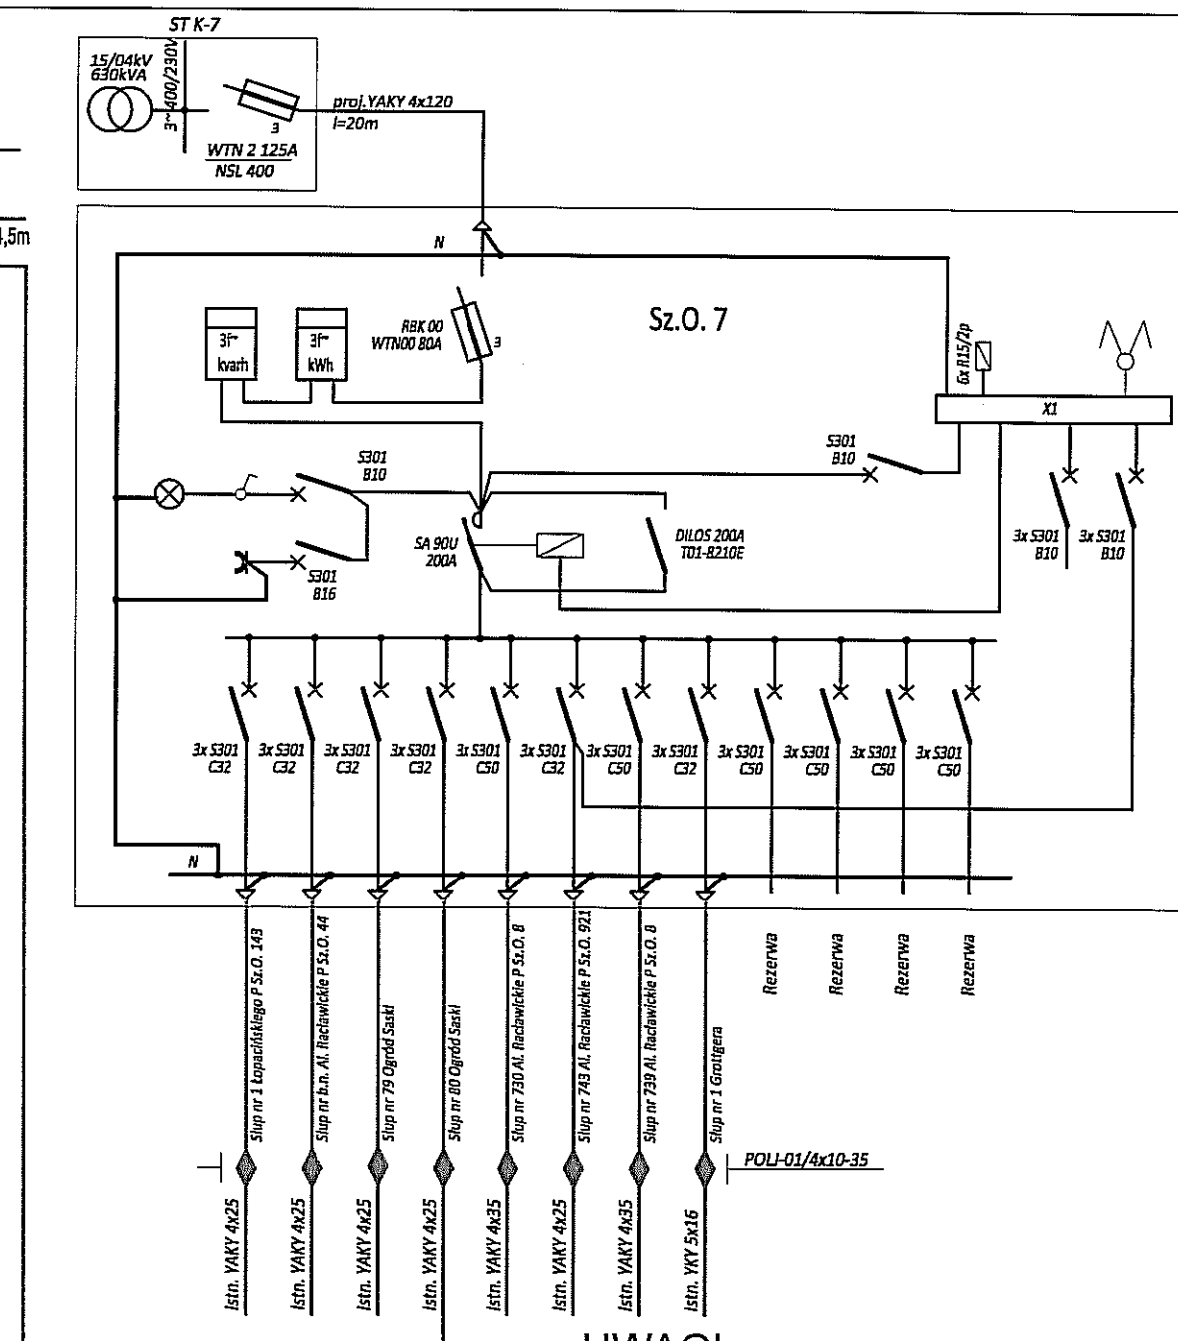 ST K-7
15/04kV
630kVA
3~400/230V
3
WTN 2 125A
NSL 400
proj.YAKY 4x120
l=20m
4,5m
N
Sz.O. 7
3f~
kvarh
3f~
kWh
RBK 00
WTN00 80A
3
6x R15/2p
X1
S301
B10
S301
B10
SA 90U
200A
DILOS 200A
T01-8210E
3x S301
B10
3x S301
B10
S301
B16
3x S301
C32
3x S301
C32
3x S301
C32
3x S301
C32
3x S301
C50
3x S301
C32
3x S301
C50
3x S301
C32
3x S301
C50
3x S301
C50
3x S301
C50
3x S301
C50
N
Słup nr 1 Łopacińskiego P Sz.O. 143
Słup nr b.n. Al. Racławickie P Sz.O. 44
Słup nr 79 Ogród Saski
Słup nr 80 Ogród Saski
Słup nr 730 Al. Racławickie P Sz.O. 8
Słup nr 743 Al. Racławickie P Sz.O. 921
Słup nr 739 Al. Racławickie P Sz.O. 8
Słup nr 1 Grottgera
Rezerwa
Rezerwa
Rezerwa
Rezerwa
POLJ-01/4x10-35
Istn. YAKY 4x25
Istn. YAKY 4x25
Istn. YAKY 4x25
Istn. YAKY 4x25
Istn. YAKY 4x35
Istn. YAKY 4x25
Istn. YAKY 4x35
Istn. YKY 5x16